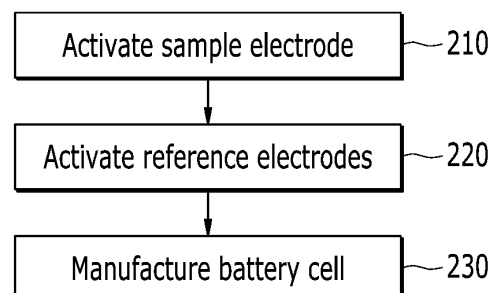 Activate sample electrode 210
Activate reference electrodes 220
Manufacture battery cell 230